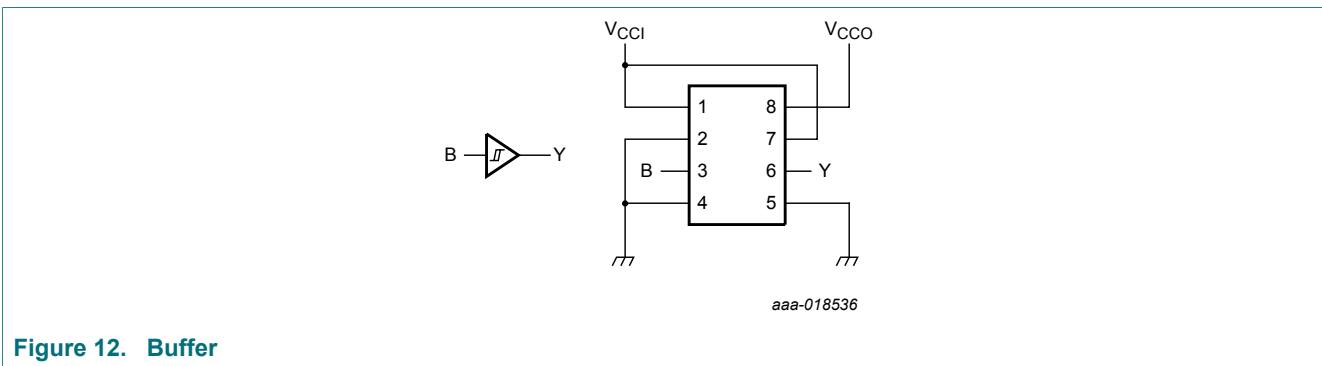 VCCI VCCO
1 8
2 7
B Y B 3 6 Y
4 5
aaa-018536
Figure 12. Buffer